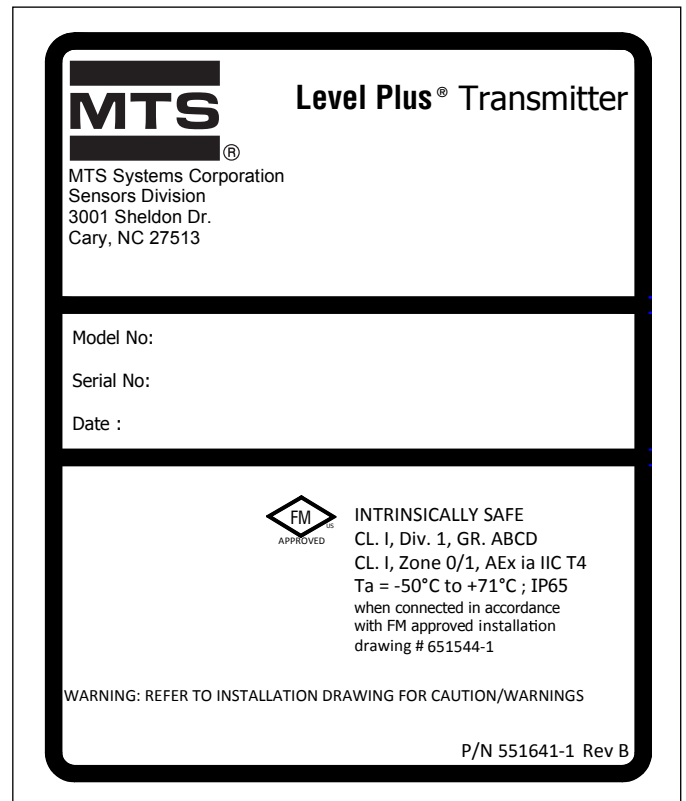 MTS
®
Level Plus® Transmitter
MTS Systems Corporation
Sensors Division
3001 Sheldon Dr.
Cary, NC 27513
Model No:
Serial No:
Date :
FM
us
APPROVED
INTRINSICALLY SAFE
CL. I, Div. 1, GR. ABCD
CL. I, Zone 0/1, AEx ia IIC T4
Ta = -50°C to +71°C ; IP65
when connected in accordance
with FM approved installation
drawing # 651544-1
WARNING: REFER TO INSTALLATION DRAWING FOR CAUTION/WARNINGS
P/N 551641-1 Rev B